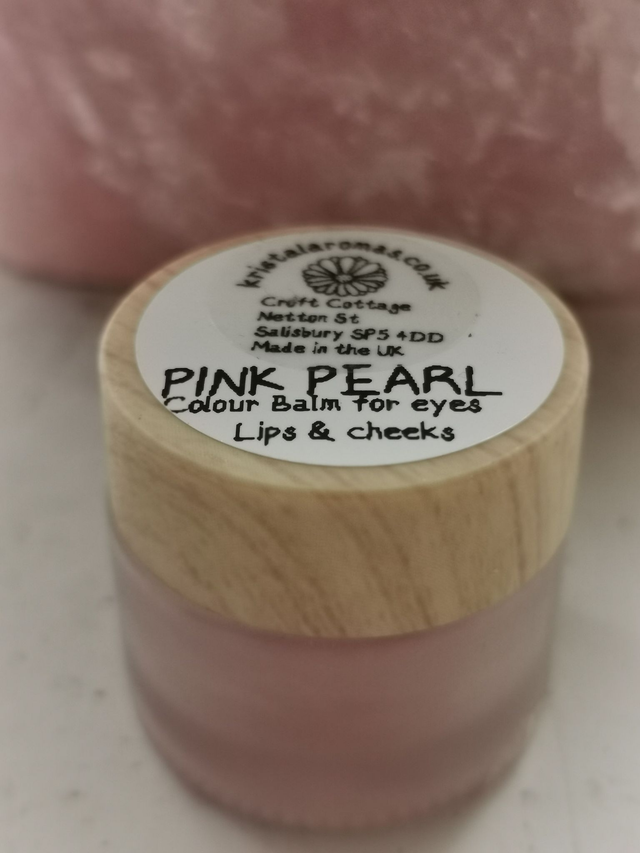 kristalaromas.co.uk
Croft Cottage
Netton St
Salisbury SP5 4DD
Made in the UK
PINK PEARL
Colour Balm for eyes
Lips & cheeks